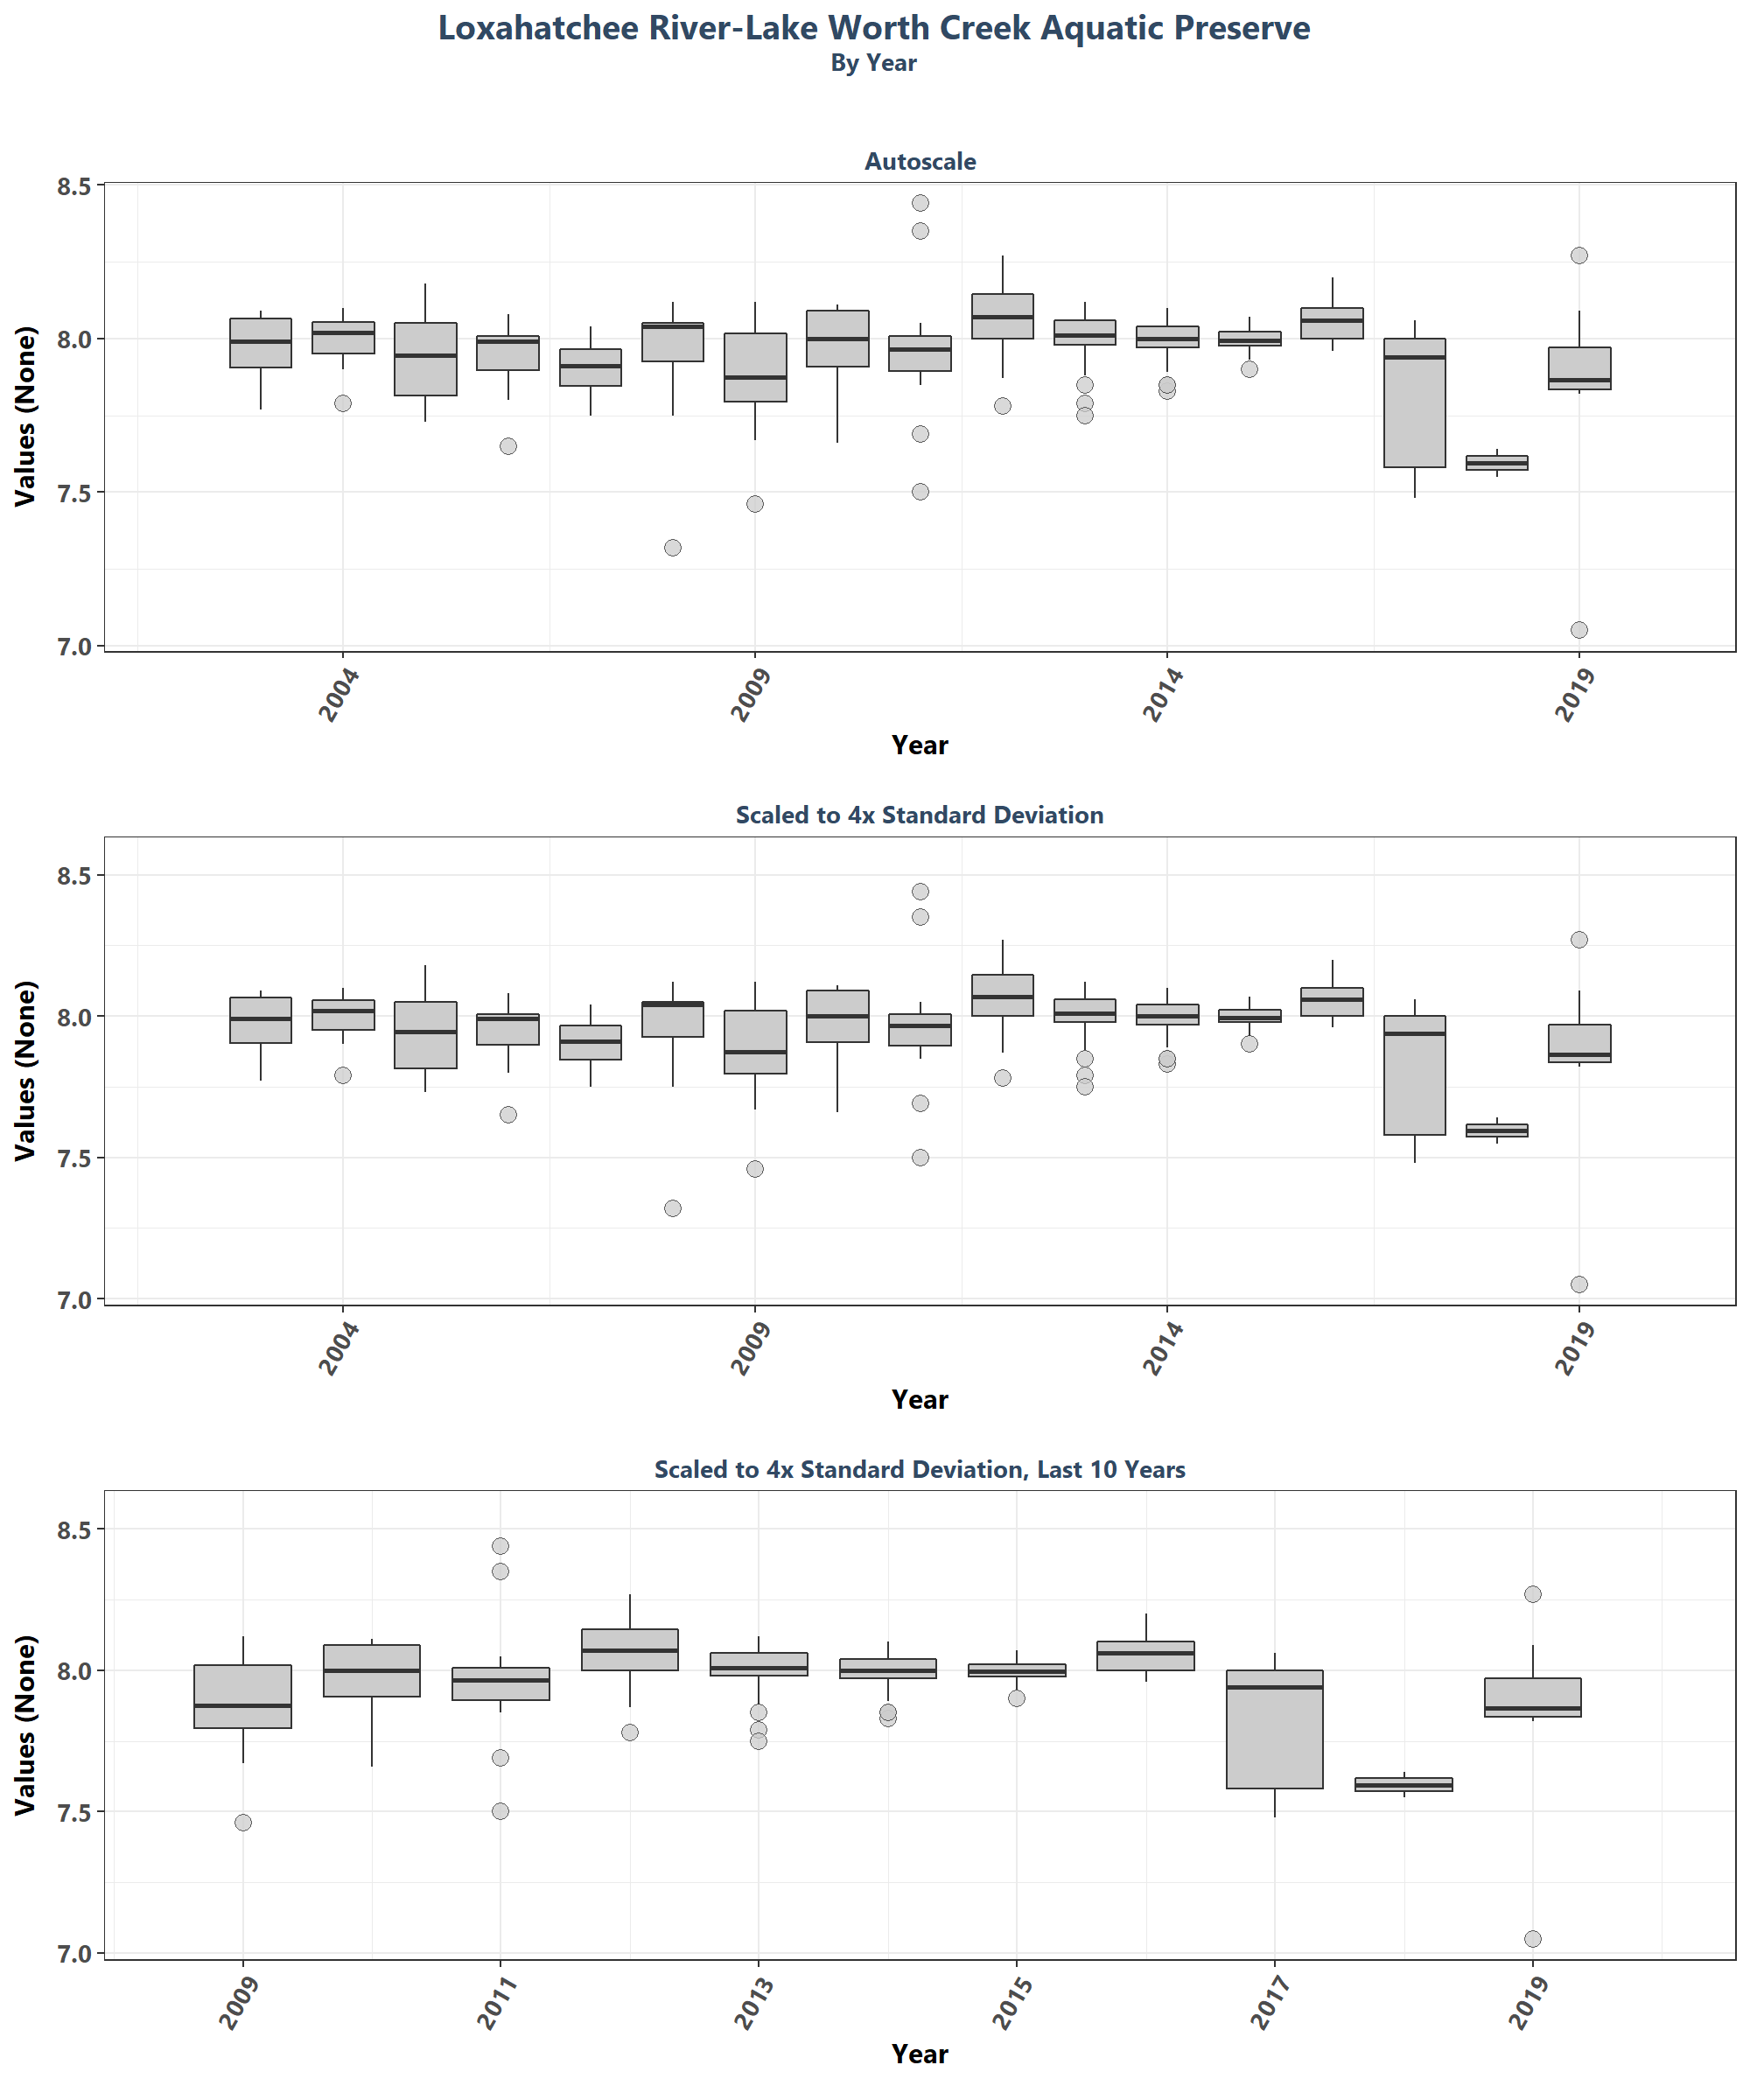 Loxahatchee River-Lake Worth Creek Aquatic Preserve
By Year
Autoscale
Values (None)
8.5
8.0
7.5
7.0
2004
2009
2014
2019
Year
Scaled to 4x Standard Deviation
Values (None)
8.5
8.0
7.5
7.0
2004
2009
2014
2019
Year
Scaled to 4x Standard Deviation, Last 10 Years
Values (None)
8.5
8.0
7.5
7.0
2009
2011
2013
2015
2017
2019
Year